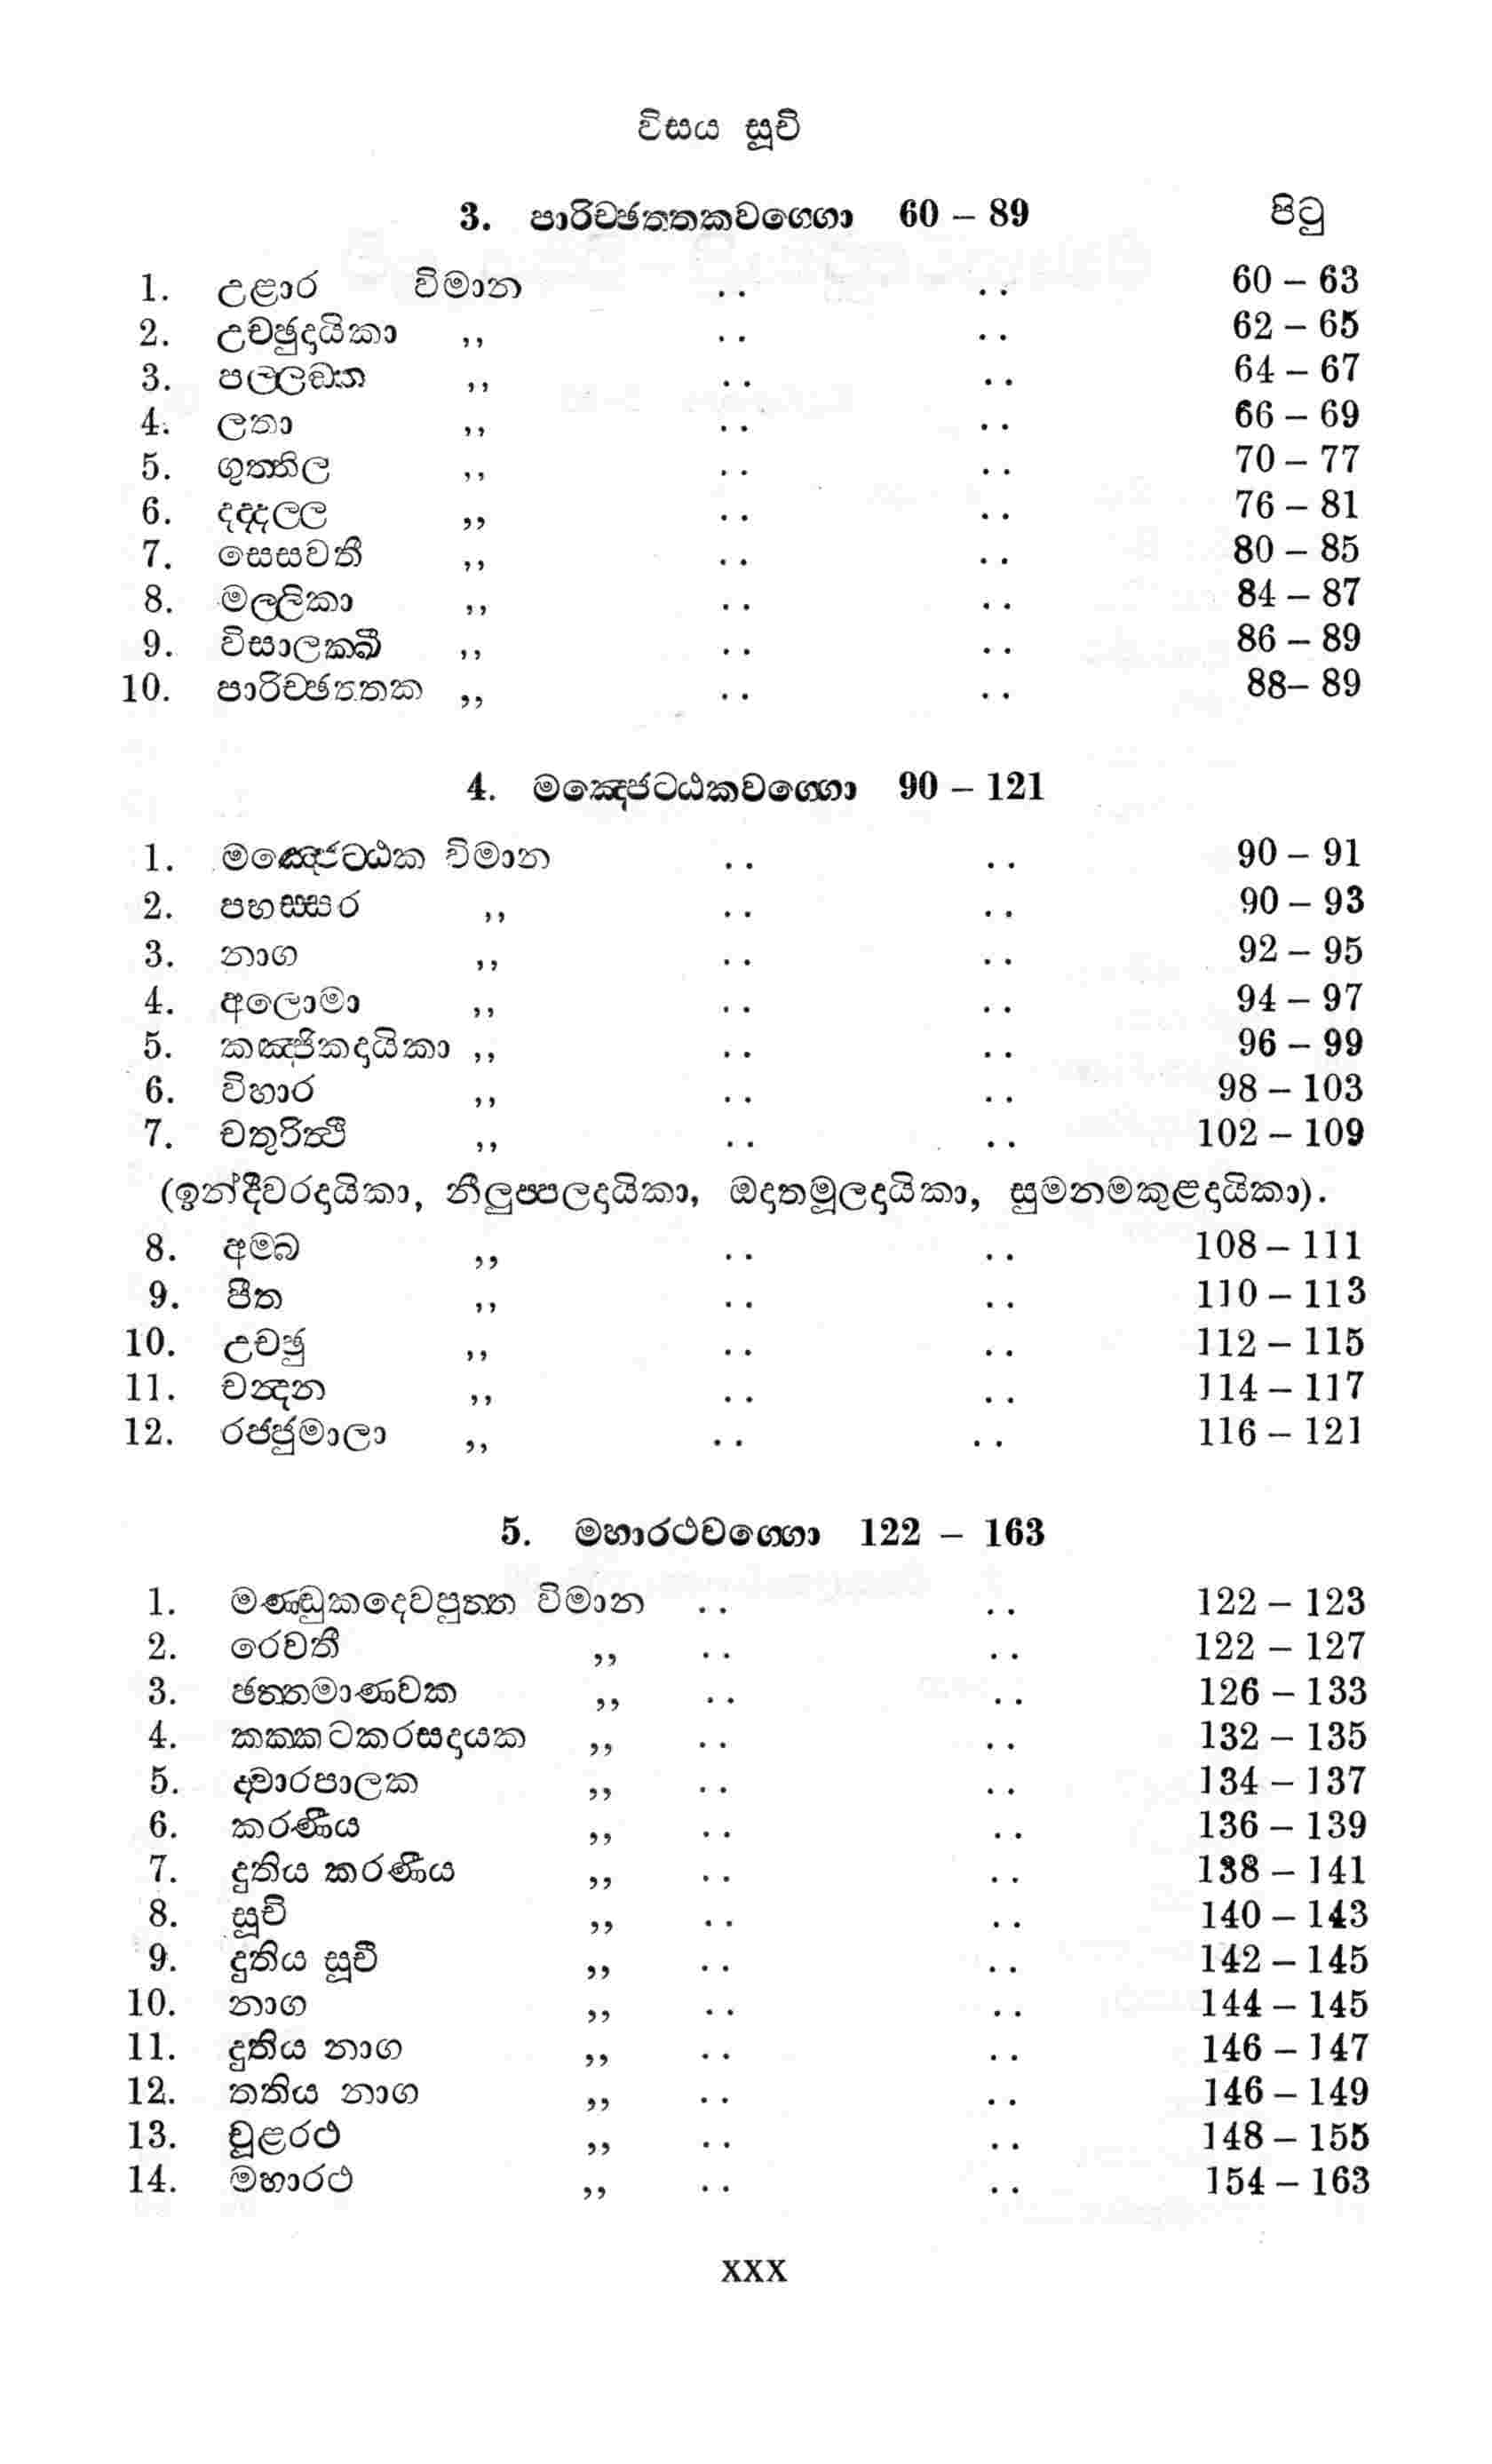 විසය සූචි
3. පාරිච්ඡත්තකවග්ගො 60 – 89 පිටු
1. උළාර විමාන .. .. 60 – 63
2. උච්ඡුදායිකා ,, .. .. 62 – 65
3. පල්ලඞ්ක ,, .. .. 64 – 67
4. ලතා ,, .. .. 66 – 69
5. ගුත්තිල ,, .. .. 70 – 77
6. දද්දල්ල ,, .. .. 76 – 81
7. සෙසවතී ,, .. .. 80 – 85
8. මල්ලිකා ,, .. .. 84 – 87
9. විසාලක්ඛී ,, .. .. 86 – 89
10. පාරිච්ඡත්තක ,, .. .. 88– 89
4. මඤ්ජෙට්ඨකවග්ගො 90 – 121
1. මඤ්ජෙට්ඨක විමාන .. .. 90 – 91
2. පභස්සර ,, .. .. 90 – 93
3. නාග ,, .. .. 92 – 95
4. අලොමා ,, .. .. 94 – 97
5. කඤ්ජිකදායිකා ,, .. .. 96 – 99
6. විහාර ,, .. .. 98 – 103
7. චතුරිත්ථි ,, .. .. 102 – 109
(ඉන්දීවරදායිකා, නීලුප්පලදායිකා, ඔදාතමූලදායිකා, සුමනමකුළදායිකා).
8. අම්බ ,, .. .. 108 – 111
9. පීත ,, .. .. 110 – 113
10. උච්ඡු ,, .. .. 112 – 115
11. චන්දන ,, .. .. 114 – 117
12. රජ්ජුමාලා ,, .. .. 116 – 121
5. මහාරථවග්ගො 122 – 163
1. මණ්ඩුකදෙවපුත්ත විමාන .. .. 122 – 123
2. රෙවතී ,, .. .. 122 – 127
3. ඡත්තමාණවක ,, .. .. 126 – 133
4. කක්කටකරසදායක ,, .. .. 132 – 135
5. ද්වාරපාලක ,, .. .. 134 – 137
6. කරණීය ,, .. .. 136 – 139
7. දුතිය කරණීය ,, .. .. 138 – 141
8. සූචි ,, .. .. 140 – 143
9. දුතිය සූචී ,, .. .. 142 – 145
10. නාග ,, .. .. 144 – 145
11. දුතිය නාග ,, .. .. 146 – 147
12. තතිය නාග ,, .. .. 146 – 149
13. චූළරථ ,, .. .. 148 – 155
14. මහාරථ ,, .. .. 154 – 163
xxx